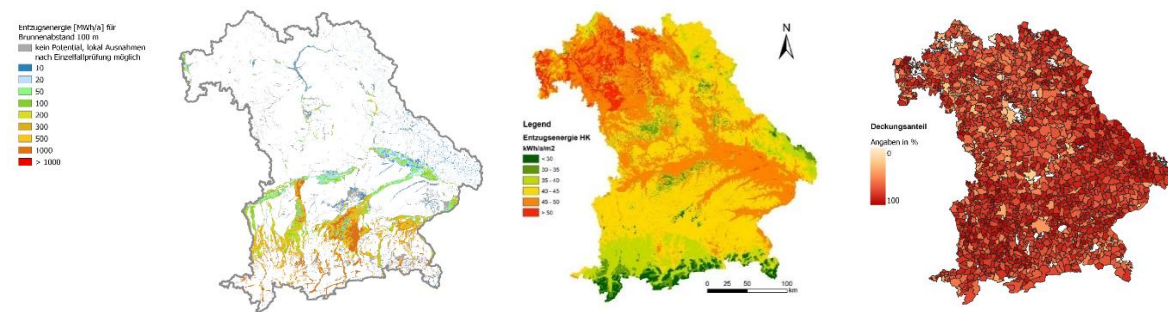 Entzugsenergie [MWh/a] für
Brunnenabstand 100 m
kein Potential, lokal Ausnahmen
nach Einzelfallprüfung möglich
10
20
50
100
200
300
500
1000
> 1000
N
Legend
Entzugsenergie HK
kWh/a/m2
< 30
30 - 35
35 - 40
40 - 45
45 - 50
> 50
0 25 50 100
km
Deckungsanteil
Angaben in %
0
100